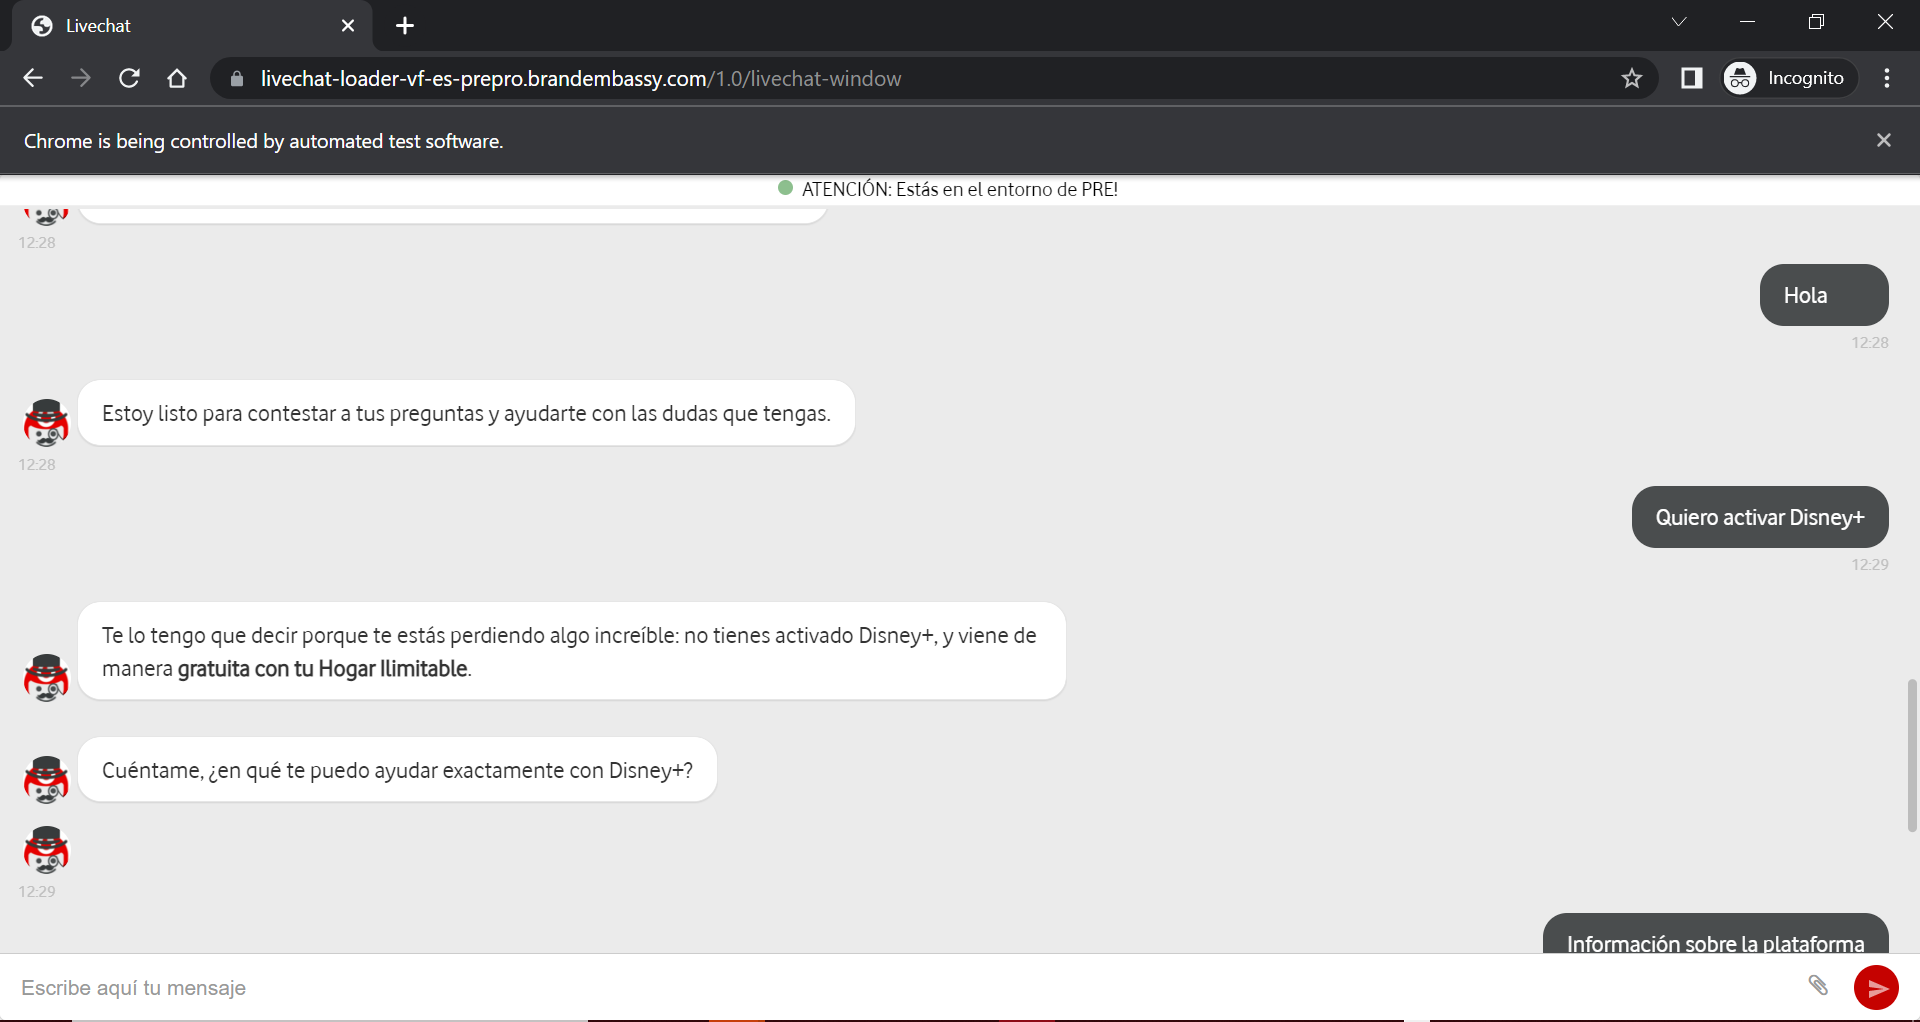 Livechat
livechat-loader-vf-es-prepro.brandembassy.com/1.0/livechat-window
Incognito
Chrome is being controlled by automated test software.
ATENCIÓN: Estás en el entorno de PRE!
12:28
Hola
12:28
Estoy listo para contestar a tus preguntas y ayudarte con las dudas que tengas.
12:28
Quiero activar Disney+
12:29
Te lo tengo que decir porque te estás perdiendo algo increíble: no tienes activado Disney+, y viene de
manera gratuita con tu Hogar Ilimitable.
Cuéntame, ¿en qué te puedo ayudar exactamente con Disney+?
12:29
Información sobre la plataforma
Escribe aquí tu mensaje